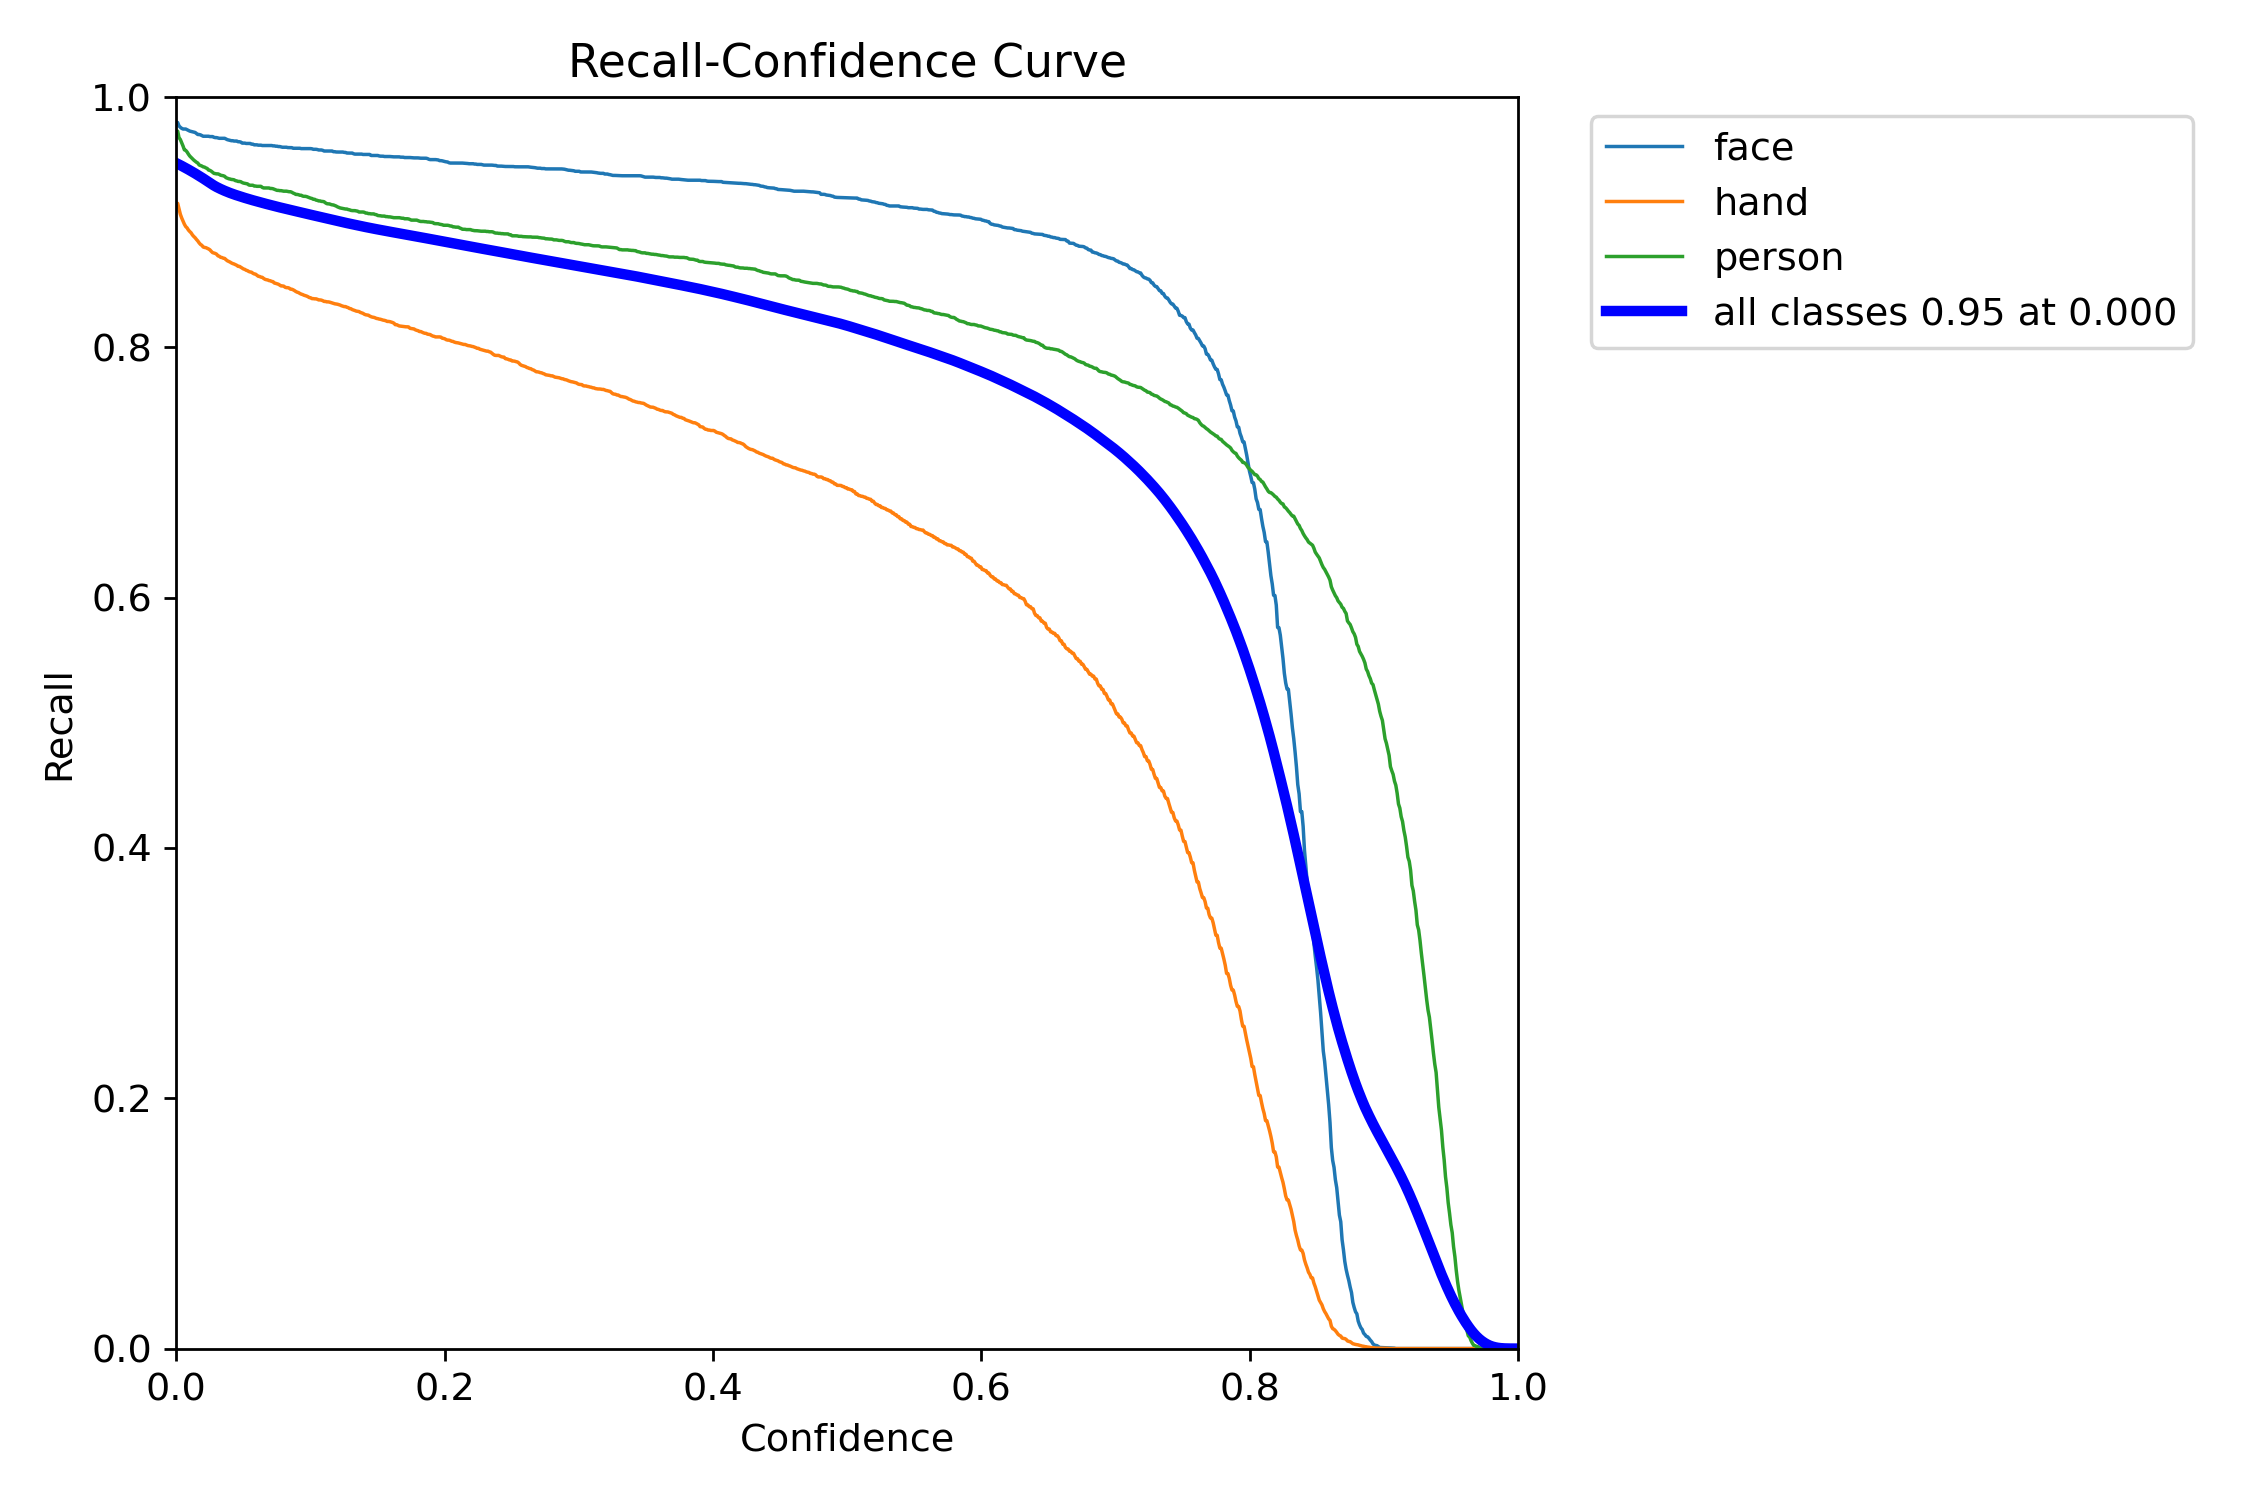 Recall-Confidence Curve
1.0
0.8
0.6
0.4
0.2
0.0
Recall
0.0 0.2 0.4 0.6 0.8 1.0
Confidence
face
hand
person
all classes 0.95 at 0.000